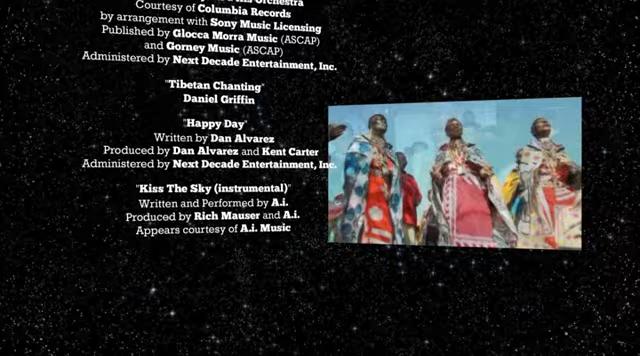 Courtesy of Columbia Records
by arrangement with Sony Music Licensing
Published by Glocca Morra Music (ASCAP)
and Gorney Music (ASCAP)
Administered by Next Decade Entertainment, Inc.
"Tibetan Chanting"
Daniel Griffin
"Happy Day"
Written by Dan Alvarez
Produced by Dan Alvarez and Kent Carter
Administered by Next Decade Entertainment, Inc.
"Kiss The Sky (instrumental)"
Written and Performed by A.i.
Produced by Rich Mauser and A.i.
Appears courtesy of A.i. Music